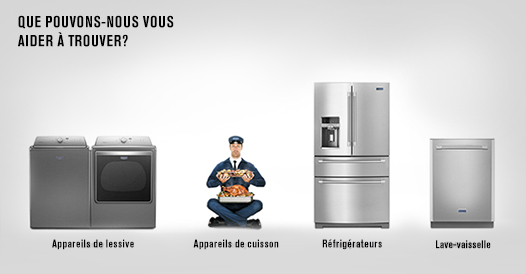 QUE POUVONS-NOUS VOUS
AIDER À TROUVER?
Appareils de lessive
Appareils de cuisson
Réfrigérateurs
Lave-vaisselle